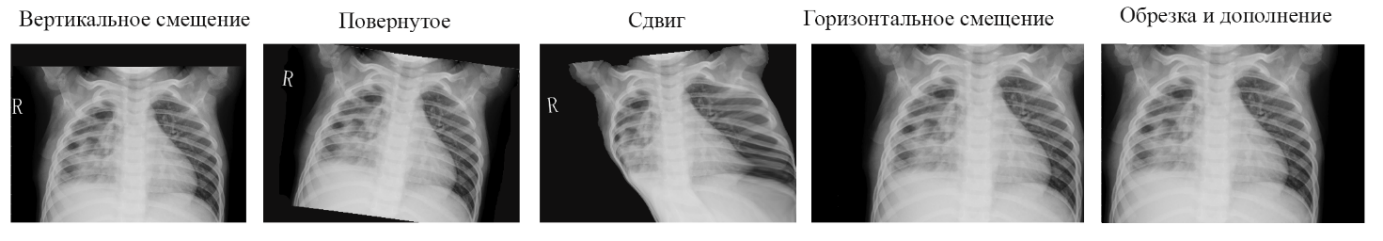 Вертикальное смещение
Повернутое
Сдвиг
Горизонтальное смещение
Обрезка и дополнение
R
R
R